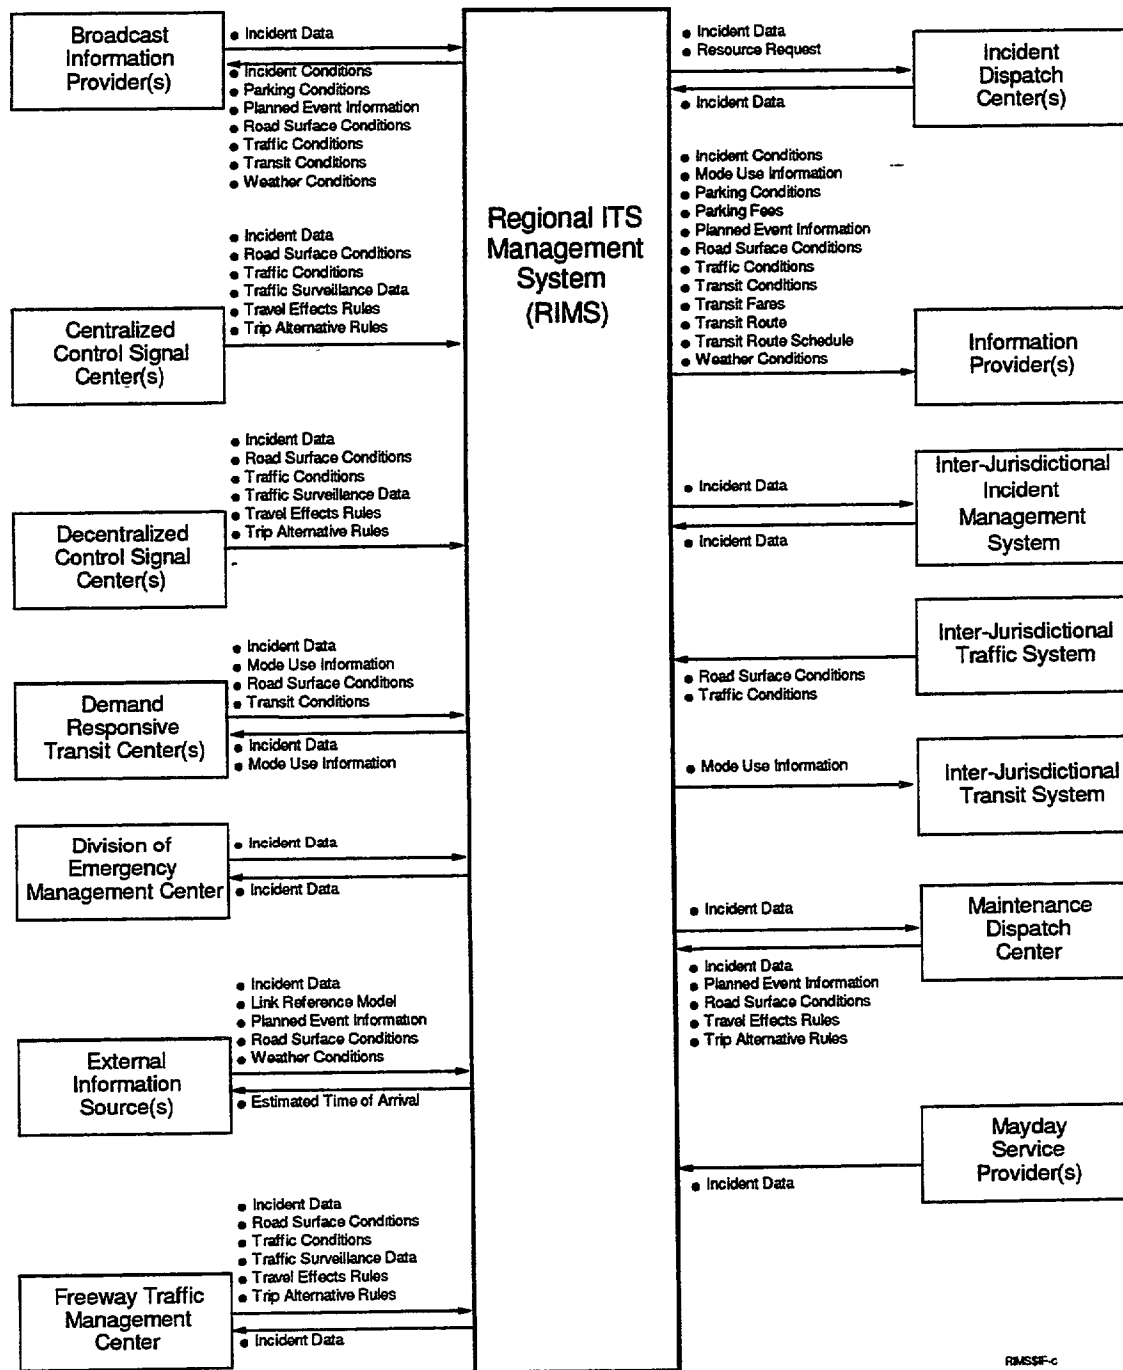 Broadcast
Information
Provider(s)
● Incident Data
● Incident Conditions
● Parking Conditions
● Planned Event Information
● Road Surface Conditions
● Traffic Conditions
● Transit Conditions
● Weather Conditions
Centralized
Control Signal
Center(s)
● Incident Data
● Road Surface Conditions
● Traffic Conditions
● Traffic Surveillance Data
● Travel Effects Rules
● Trip Alternative Rules
Decentralized
Control Signal
Center(s)
● Incident Data
● Road Surface Conditions
● Traffic Conditions
● Traffic Surveillance Data
● Travel Effects Rules
● Trip Alternative Rules
Demand
Responsive
Transit Center(s)
● Incident Data
● Mode Use Information
● Road Surface Conditions
● Transit Conditions
● Incident Data
● Mode Use Information
Division of
Emergency
Management Center
● Incident Data
● Incident Data
External
Information
Source(s)
● Incident Data
● Link Reference Model
● Planned Event Information
● Road Surface Conditions
● Weather Conditions
● Estimated Time of Arrival
Freeway Traffic
Management
Center
● Incident Data
● Road Surface Conditions
● Traffic Conditions
● Traffic Surveillance Data
● Travel Effects Rules
● Trip Alternative Rules
● Incident Data
Regional ITS
Management
System
(RIMS)
● Incident Data
● Resource Request
● Incident Data
Incident
Dispatch
Center(s)
● Incident Conditions
● Mode Use Information
● Parking Conditions
● Parking Fees
● Planned Event Information
● Road Surface Conditions
● Traffic Conditions
● Transit Conditions
● Transit Fares
● Transit Route
● Transit Route Schedule
● Weather Conditions
Information
Provider(s)
● Incident Data
● Incident Data
Inter-Jurisdictional
Incident
Management
System
Inter-Jurisdictional
Traffic System
● Road Surface Conditions
● Traffic Conditions
● Mode Use Information
Inter-Jurisdictional
Transit System
● Incident Data
Maintenance
Dispatch
Center
● Incident Data
● Planned Event Information
● Road Surface Conditions
● Travel Effects Rules
● Trip Alternative Rules
Mayday
Service
Provider(s)
● Incident Data
RIMS$IF-c